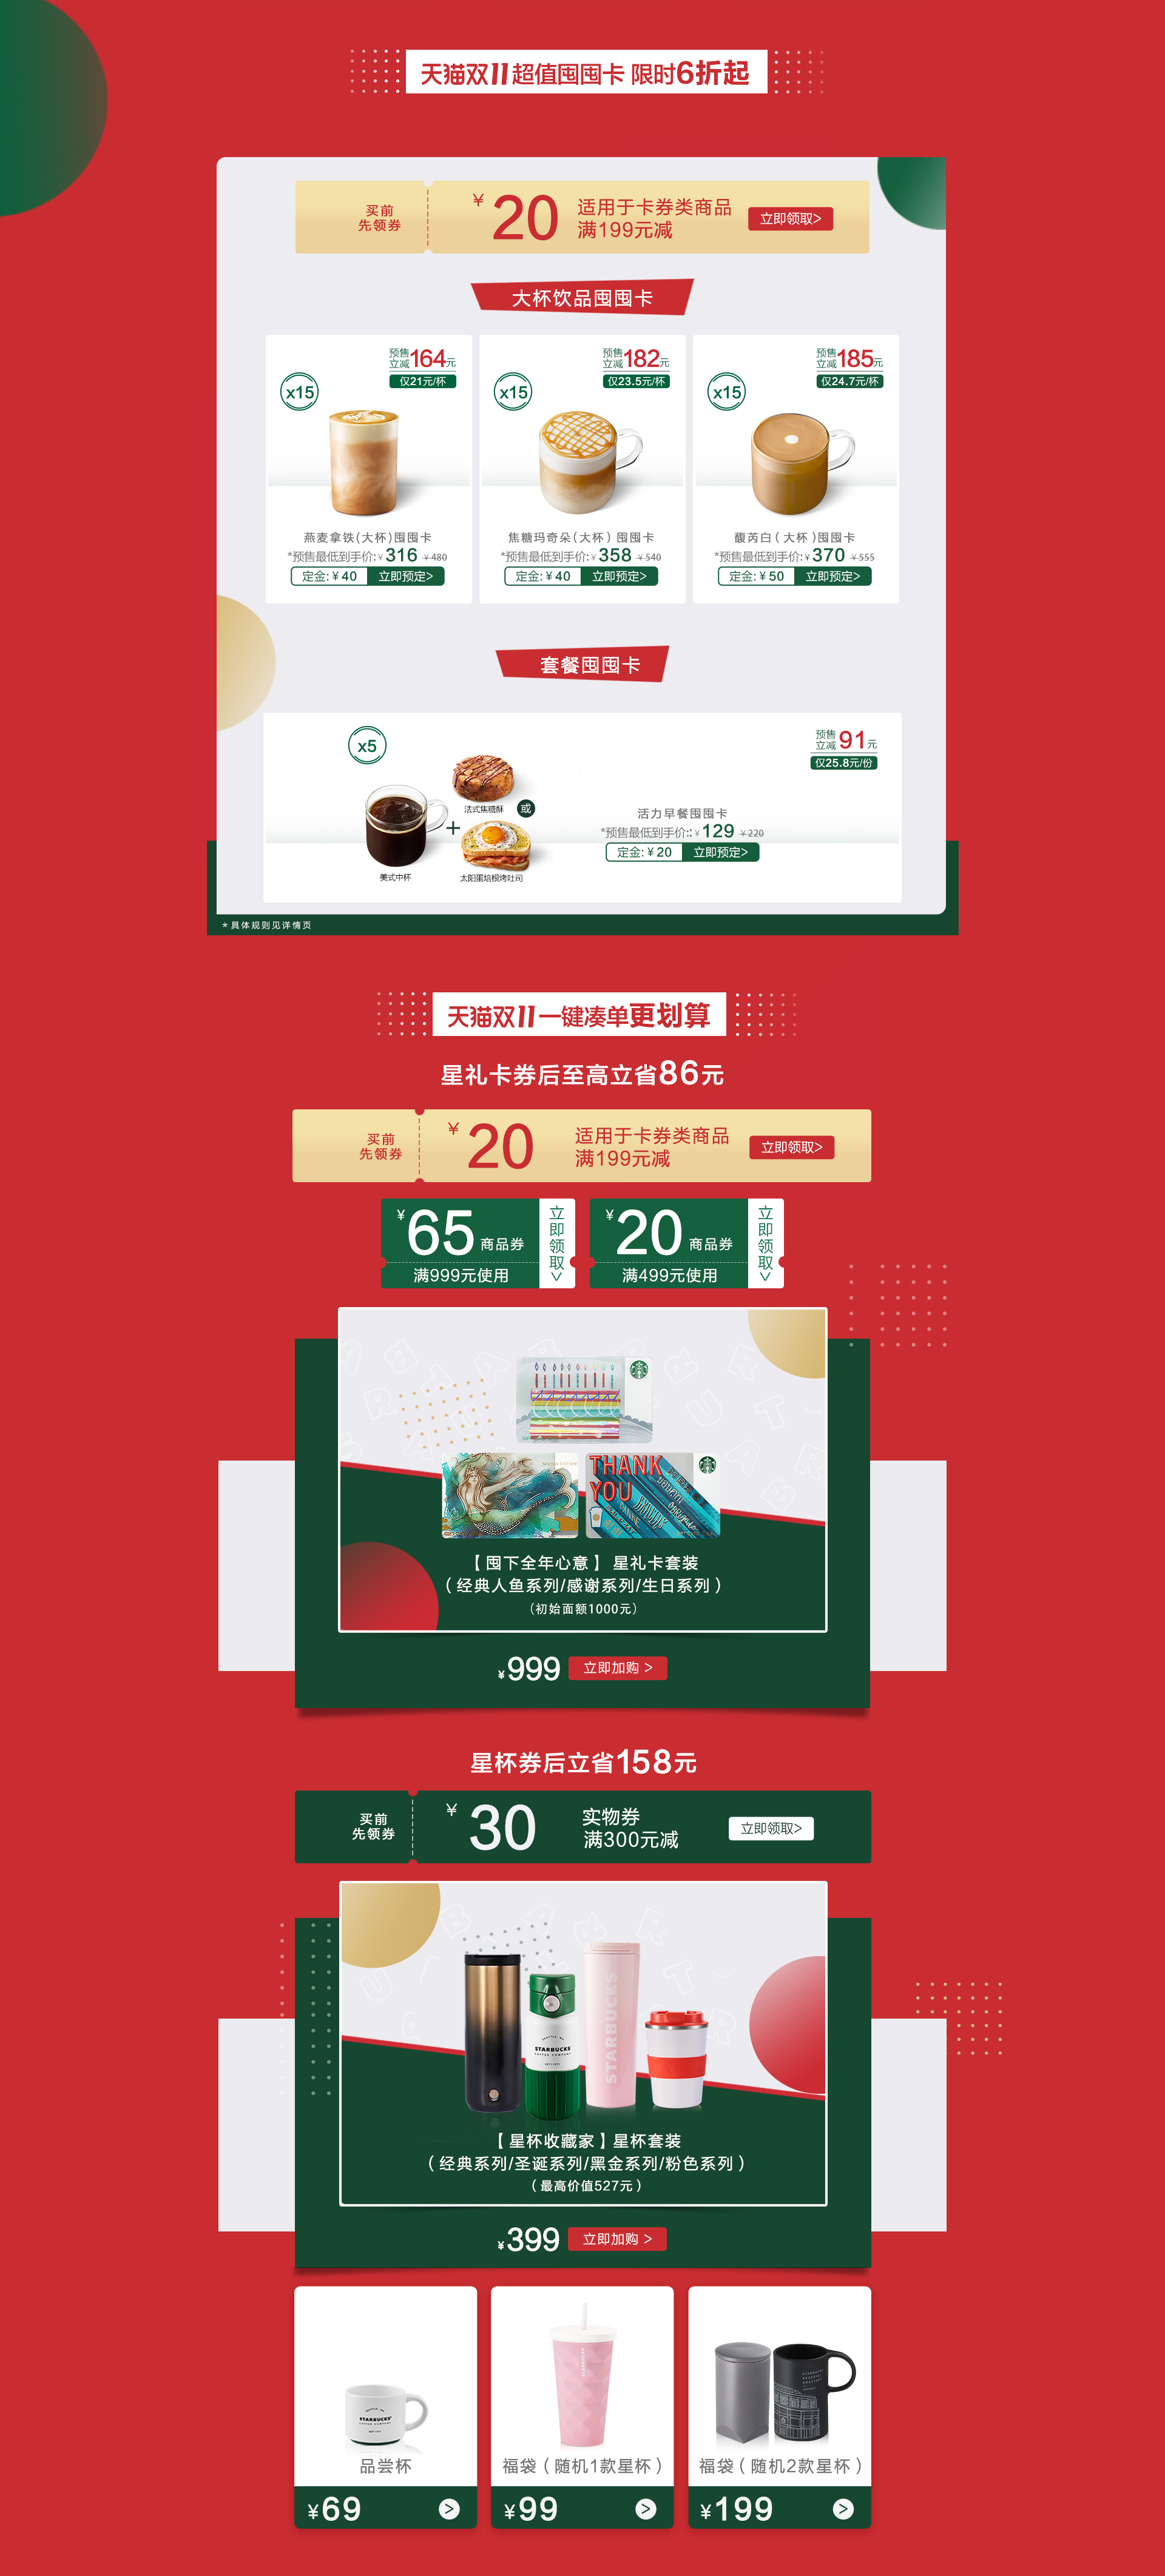 天猫双11超值囤囤卡 限时6折起
买前
先领券
¥20
适用于卡券类商品
满199元减
立即领取>
大杯饮品囤囤卡
预售
立减164元
仅21元/杯
x15
燕麦拿铁(大杯)囤囤卡
*预售最低到手价:¥316 ¥480
定金:¥40 立即预定>
预售
立减182元
仅23.5元/杯
x15
焦糖玛奇朵(大杯) 囤囤卡
*预售最低到手价:¥358 ¥540
定金:¥40 立即预定>
预售
立减185元
仅24.7元/杯
x15
馥芮白(大杯)囤囤卡
*预售最低到手价:¥370 ¥555
定金:¥50 立即预定>
套餐囤囤卡
x5
法式焦糖酥
或
+
美式中杯
太阳蛋培根烤吐司
预售
立减91元
仅25.8元/份
活力早餐囤囤卡
*预售最低到手价::¥129 ¥220
定金:¥20 立即预定>
*具体规则见详情页
天猫双11一键凑单更划算
星礼卡券后至高立省86元
买前
先领券
¥20
适用于卡券类商品
满199元减
立即领取>
¥65商品券
满999元使用
立即领取>
¥20商品券
满499元使用
立即领取>
THANK
YOU
【囤下全年心意】星礼卡套装
(经典人鱼系列/感谢系列/生日系列)
(初始面额1000元)
¥999 立即加购 >
星杯券后立省158元
买前
先领券
¥30
实物券
满300元减
立即领取>
STARBUCKS
STARBUCKS
【星杯收藏家】星杯套装
(经典系列/圣诞系列/黑金系列/粉色系列)
(最高价值527元)
¥399 立即加购 >
STARBUCKS
品尝杯
¥69 >
福袋(随机1款星杯)
¥99 >
福袋(随机2款星杯)
¥199 >